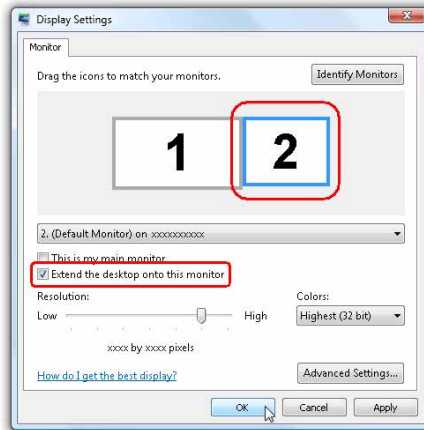 Display Settings
Monitor
Drag the icons to match your monitors.
Identify Monitors
1
2
2. (Default Monitor) on xxxxxxxxxx
This is my main monitor
Extend the desktop onto this monitor
Resolution:
Colors:
Low
High
Highest (32 bit)
xxxx by xxxx pixels
How do I get the best display?
Advanced Settings...
OK
Cancel
Apply